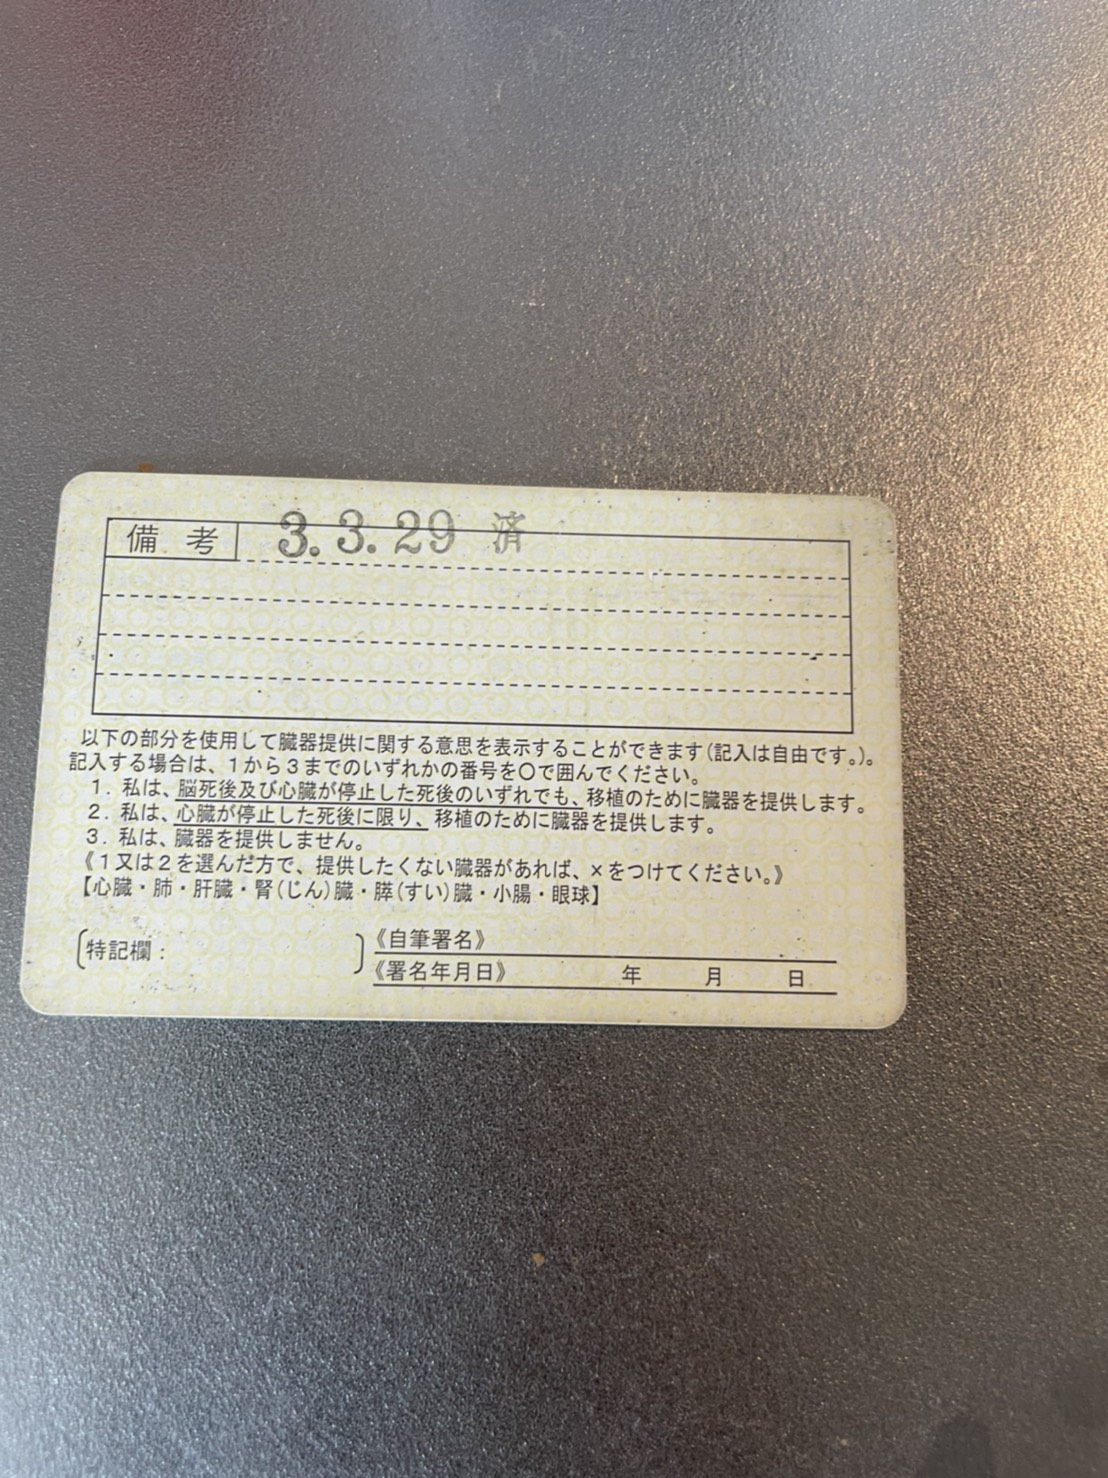 備考 3.3.29 済
以下の部分を使用して臓器提供に関する意思を表示することができます(記入は自由です。)。
記入する場合は、1から3までのいずれかの番号を〇で囲んでください。
1. 私は、脳死後及び心臓が停止した死後のいずれでも、移植のために臓器を提供します。
2. 私は、心臓が停止した死後に限り、移植のために臓器を提供します。
3. 私は、臓器を提供しません。
《1又は2を選んだ方で、提供したくない臓器があれば、×をつけてください。》
【心臓・肺・肝臓・腎(じん)臓・膵(すい)臓・小腸・眼球】
特記欄: 《自筆署名》
《署名年月日》 年 月 日